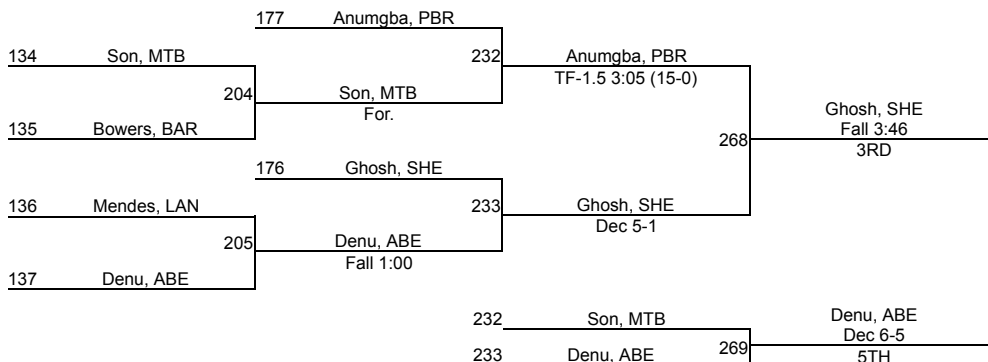 177 Anumgba, PBR
134 Son, MTB
232 Anumgba, PBR
TF-1.5 3:05 (15-0)
204 Son, MTB
For.
Ghosh, SHE
Fall 3:46
3RD
135 Bowers, BAR
268
176 Ghosh, SHE
136 Mendes, LAN
233 Ghosh, SHE
Dec 5-1
205 Denu, ABE
Fall 1:00
137 Denu, ABE
232 Son, MTB
Denu, ABE
Dec 6-5
5TH
269
233 Denu, ABE